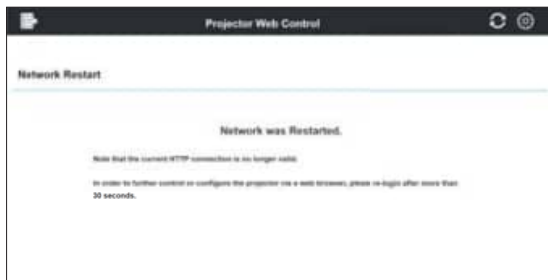 Projector Web Control
Network Restart
Network was Restarted.
Note that the current HTTP connection is no longer valid.
In order to further control or configure the projector via a web browser, please re-login after more than
30 seconds.